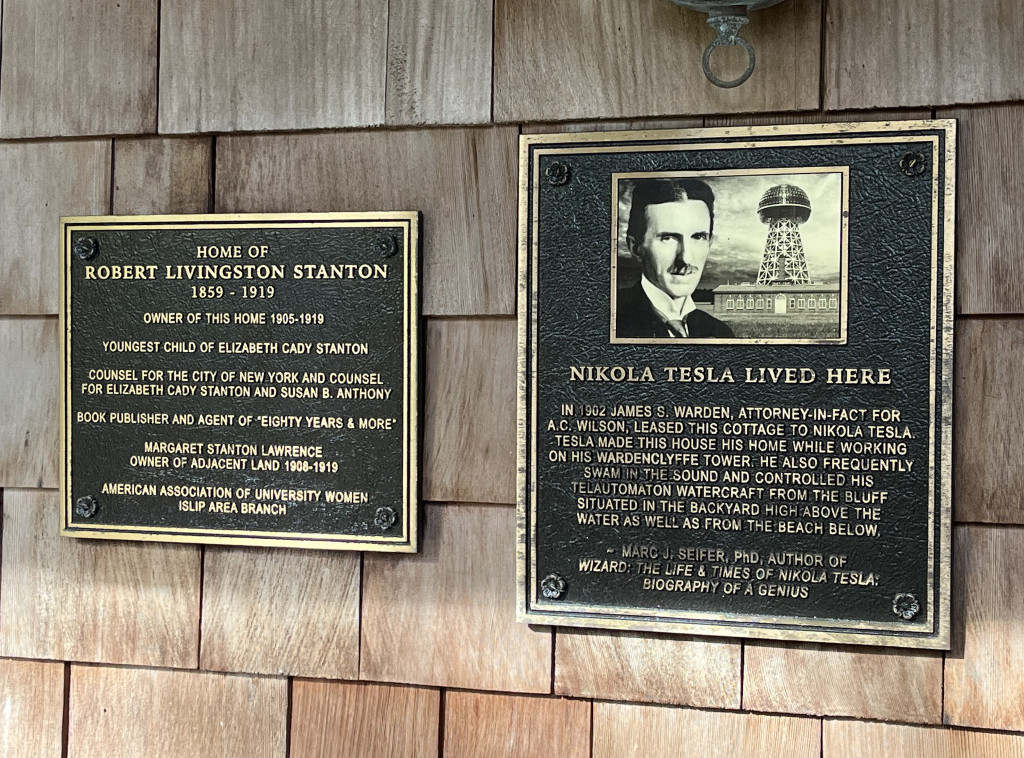 HOME OF
ROBERT LIVINGSTON STANTON
1859 - 1919
OWNER OF THIS HOME 1905-1919
YOUNGEST CHILD OF ELIZABETH CADY STANTON
COUNSEL FOR THE CITY OF NEW YORK AND COUNSEL
FOR ELIZABETH CADY STANTON AND SUSAN B. ANTHONY
BOOK PUBLISHER AND AGENT OF "EIGHTY YEARS & MORE"
MARGARET STANTON LAWRENCE
OWNER OF ADJACENT LAND 1908-1919
AMERICAN ASSOCIATION OF UNIVERSITY WOMEN
ISLIP AREA BRANCH
NIKOLA TESLA LIVED HERE
IN 1902 JAMES S. WARDEN, ATTORNEY-IN-FACT FOR
A.C. WILSON, LEASED THIS COTTAGE TO NIKOLA TESLA.
TESLA MADE THIS HOUSE HIS HOME WHILE WORKING
ON HIS WARDENCLYFFE TOWER. HE ALSO FREQUENTLY
SWAM IN THE SOUND AND CONTROLLED HIS
TELAUTOMATON WATERCRAFT FROM THE BLUFF
SITUATED IN THE BACKYARD HIGH ABOVE THE
WATER AS WELL AS FROM THE BEACH BELOW.
~ MARC J. SEIFER, PhD, AUTHOR OF
WIZARD: THE LIFE & TIMES OF NIKOLA TESLA:
BIOGRAPHY OF A GENIUS